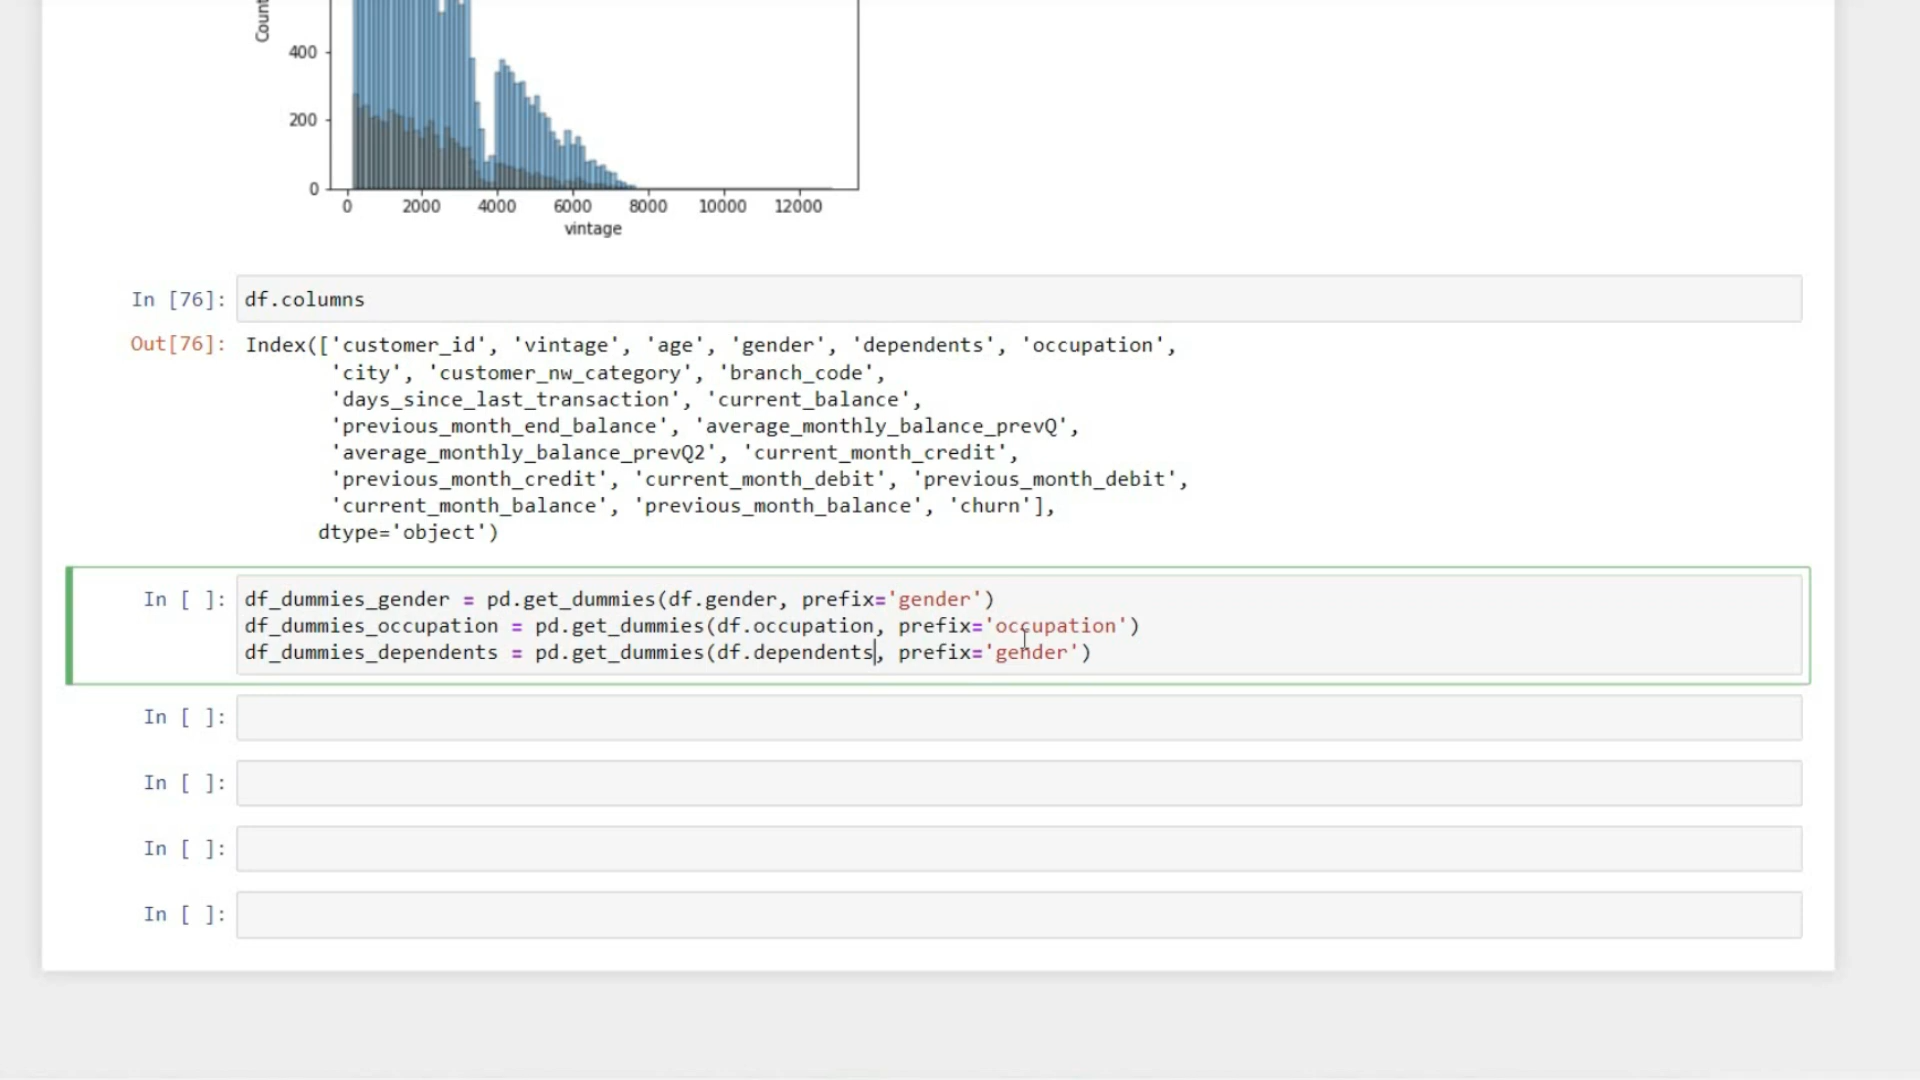 Count
400
200
0
0 2000 4000 6000 8000 10000 12000
vintage
In [76]: df.columns
Out[76]: Index(['customer_id', 'vintage', 'age', 'gender', 'dependents', 'occupation',
'city', 'customer_nw_category', 'branch_code',
'days_since_last_transaction', 'current_balance',
'previous_month_end_balance', 'average_monthly_balance_prevQ',
'average_monthly_balance_prevQ2', 'current_month_credit',
'previous_month_credit', 'current_month_debit', 'previous_month_debit',
'current_month_balance', 'previous_month_balance', 'churn'],
dtype='object')
In [ ]: df_dummies_gender = pd.get_dummies(df.gender, prefix='gender')
df_dummies_occupation = pd.get_dummies(df.occupation, prefix='occupation')
df_dummies_dependents = pd.get_dummies(df.dependents, prefix='gender')
In [ ]:
In [ ]:
In [ ]:
In [ ]: